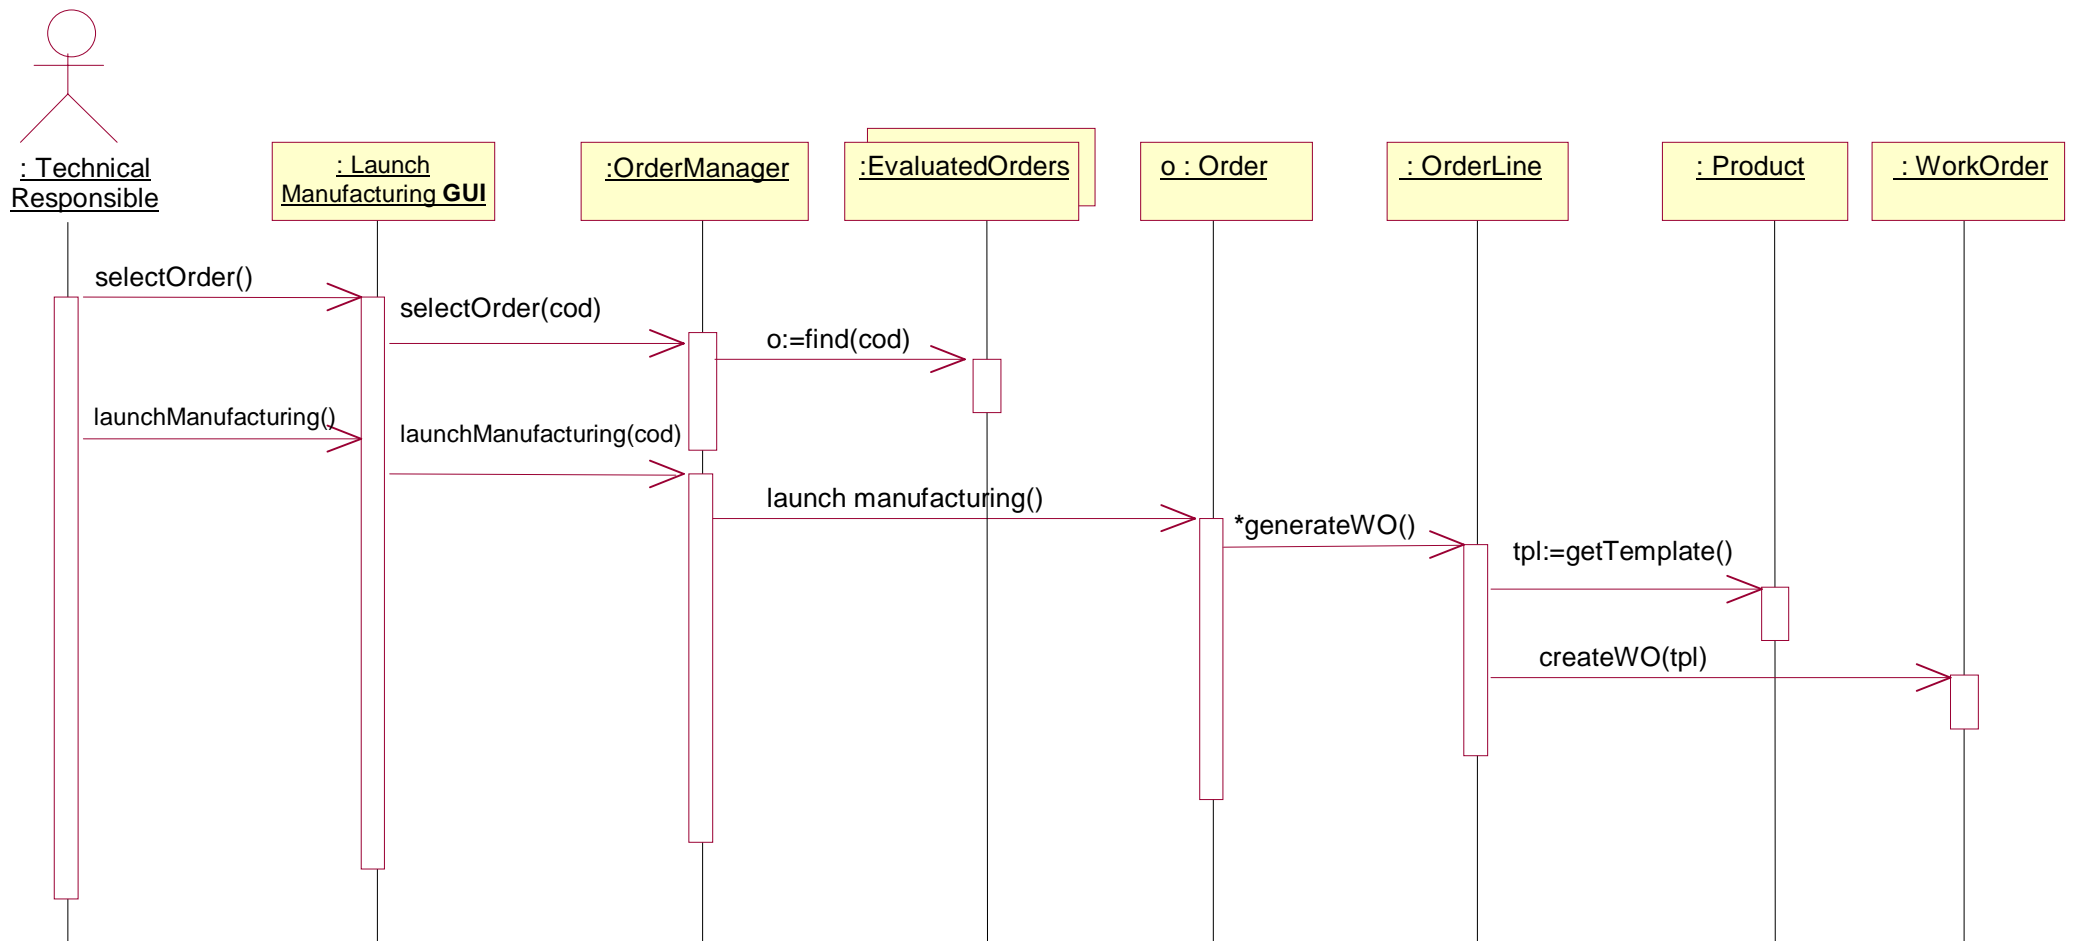 : Technical
Responsible
: Launch
Manufacturing GUI
:OrderManager
:EvaluatedOrders
o : Order
: OrderLine
: Product
: WorkOrder
selectOrder()
selectOrder(cod)
o:=find(cod)
launchManufacturing()
launchManufacturing(cod)
launch manufacturing()
*generateWO()
tpl:=getTemplate()
createWO(tpl)